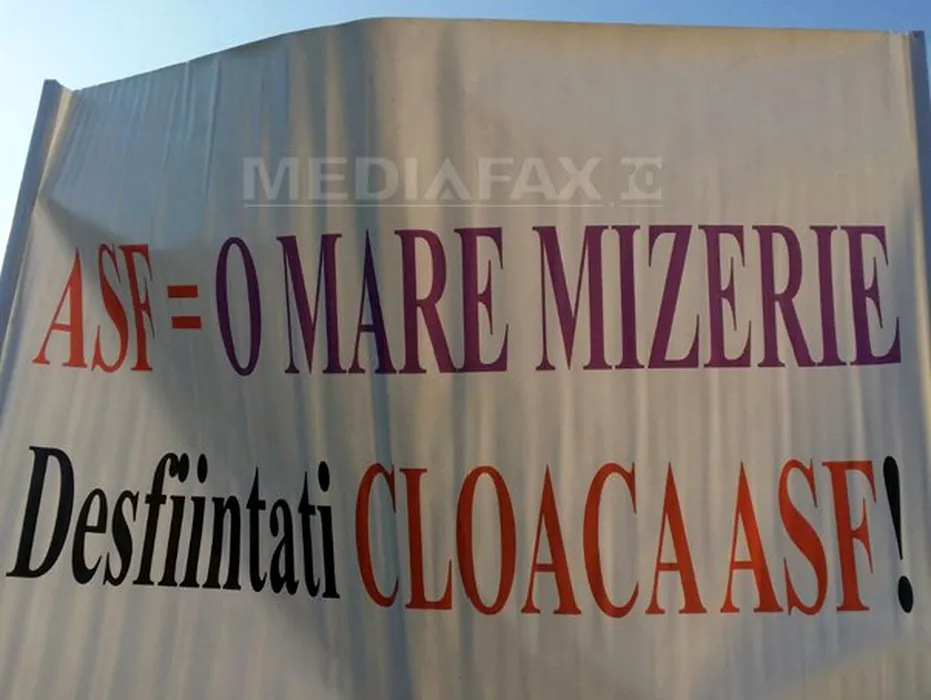 MEDIAFAX
ASF = O MARE MIZERIE
Desfiintati CLOACA ASF !